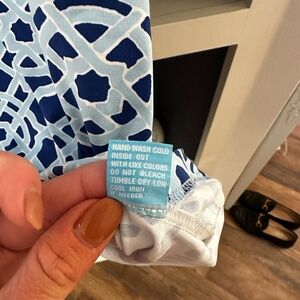 HAND WASH COLD
INSIDE OUT
WITH LIKE COLORS
DO NOT BLEACH
TUMBLE DRY LOW
COOL IRON
IF NEEDED